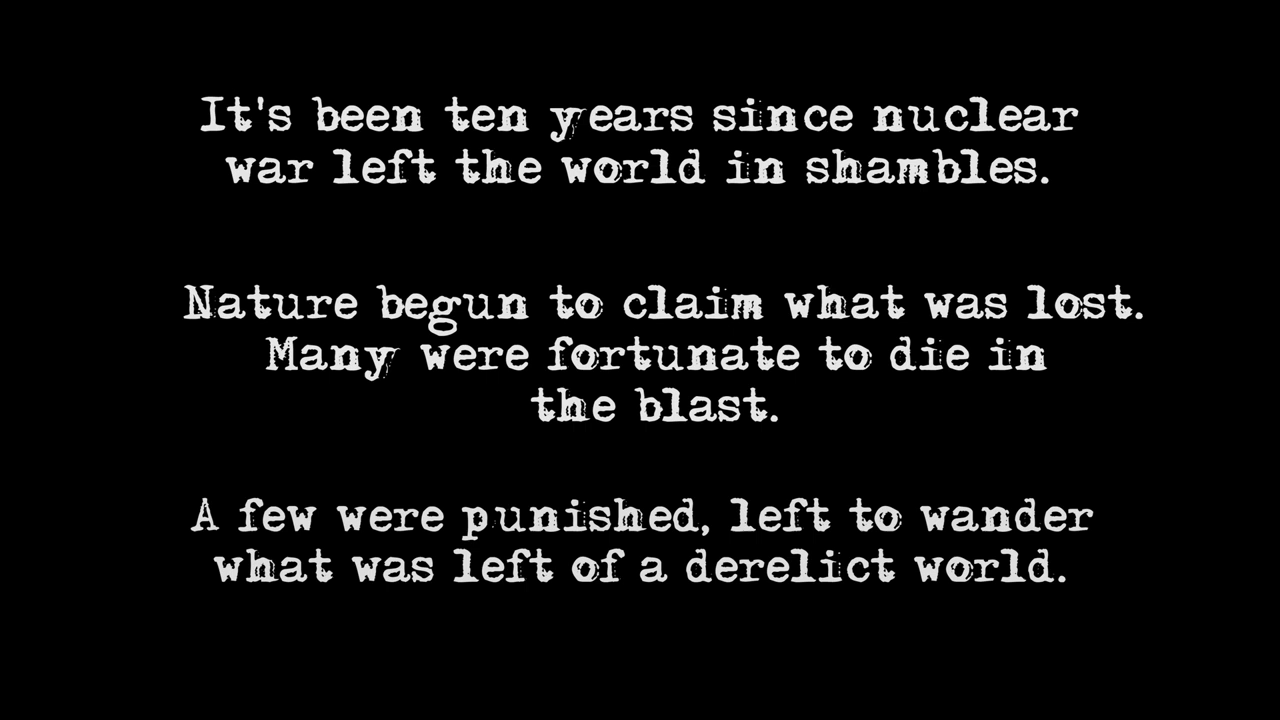 It's been ten years since nuclear
war left the world in shambles.
Nature begun to claim what was lost.
Many were fortunate to die in
the blast.
A few were punished, left to wander
what was left of a derelict world.